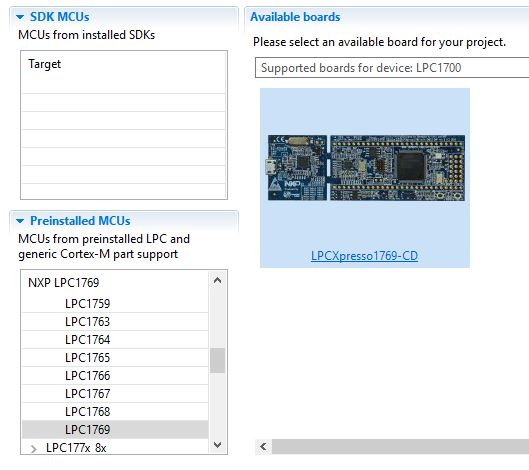 SDK MCUs
MCUs from installed SDKs
Target
Preinstalled MCUs
MCUs from preinstalled LPC and
generic Cortex-M part support
NXP LPC1769
LPC1759
LPC1763
LPC1764
LPC1765
LPC1766
LPC1767
LPC1768
LPC1769
LPC177x_8x
Available boards
Please select an available board for your project.
Supported boards for device: LPC1700
NXP
LPCXpresso1769-CD